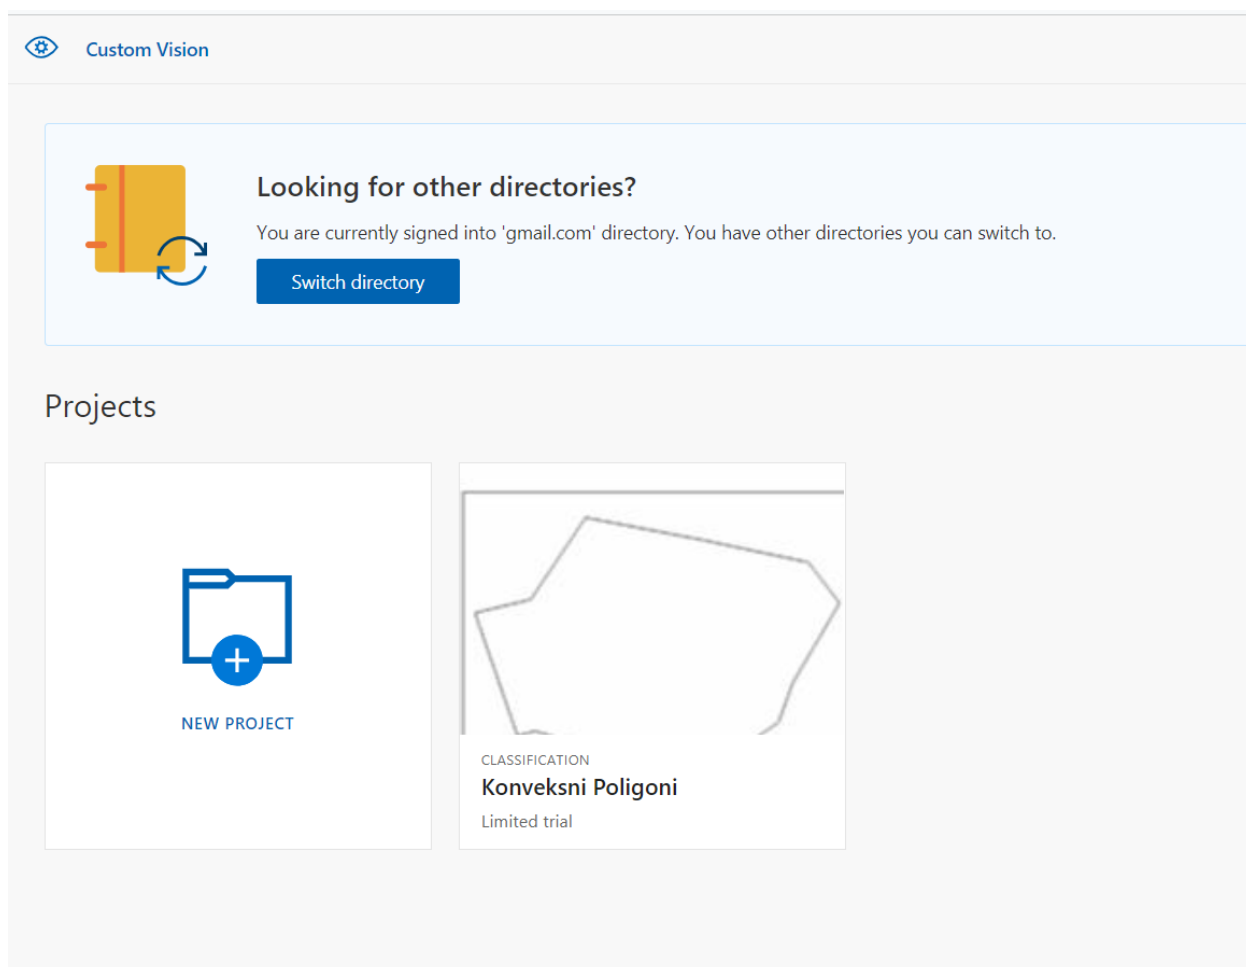 Custom Vision
Looking for other directories?
You are currently signed into 'gmail.com' directory. You have other directories you can switch to.
Switch directory
Projects
NEW PROJECT
CLASSIFICATION
Konveksni Poligoni
Limited trial